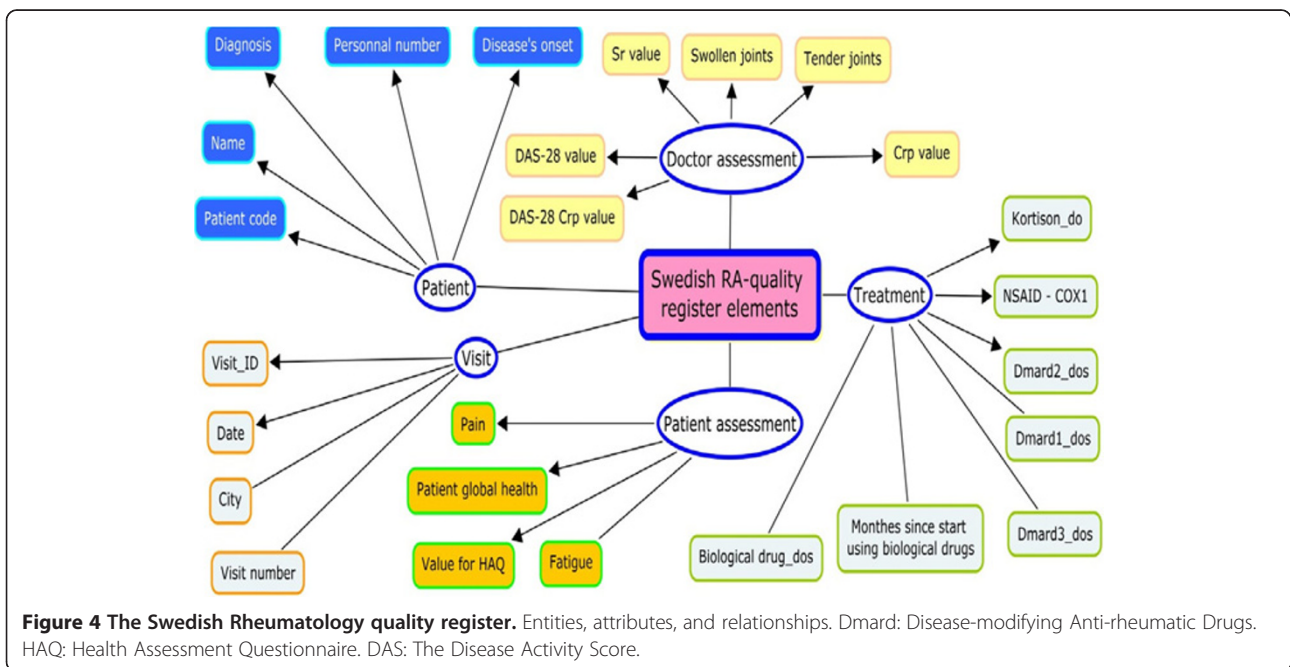 Diagnosis
Personnal number
Disease's onset
Name
Patient code
Patient
Sr value
Swollen joints
Tender joints
DAS-28 value
Doctor assessment
Crp value
DAS-28 Crp value
Swedish RA-quality
register elements
Treatment
Kortison_do
NSAID - COX1
Dmard2_dos
Dmard1_dos
Dmard3_dos
Monthes since start
using biological drugs
Biological drug_dos
Visit
Visit_ID
Date
City
Visit number
Patient assessment
Pain
Patient global health
Value for HAQ
Fatigue
Figure 4 The Swedish Rheumatology quality register. Entities, attributes, and relationships. Dmard: Disease-modifying Anti-rheumatic Drugs.
HAQ: Health Assessment Questionnaire. DAS: The Disease Activity Score.